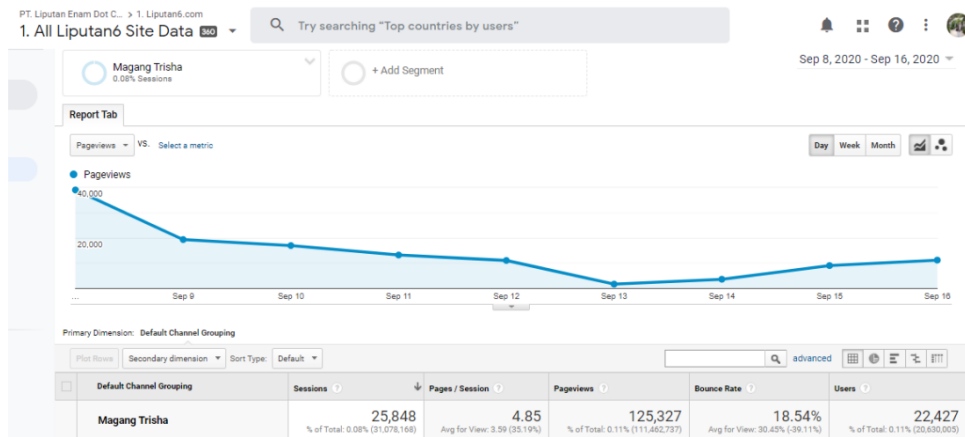 PT. Liputan Enam Dot C... > 1. Liputan6.com
1. All Liputan6 Site Data 360
Try searching "Top countries by users"
Magang Trisha
0.08% Sessions
+ Add Segment
Sep 8, 2020 - Sep 16, 2020
Report Tab
Pageviews VS. Select a metric
Day Week Month
Pageviews
40,000
20,000
... Sep 9 Sep 10 Sep 11 Sep 12 Sep 13 Sep 14 Sep 15 Sep 16
Primary Dimension: Default Channel Grouping
Plot Rows Secondary dimension Sort Type: Default advanced
Default Channel Grouping Sessions ? Pages / Session ? Pageviews ? Bounce Rate ? Users ?
Magang Trisha 25,848 4.85 125,327 18.54% 22,427
% of Total: 0.08% (31,078,168) Avg for View: 3.59 (35.19%) % of Total: 0.11% (111,462,737) Avg for View: 30.45% (-39.11%) % of Total: 0.11% (20,630,005)